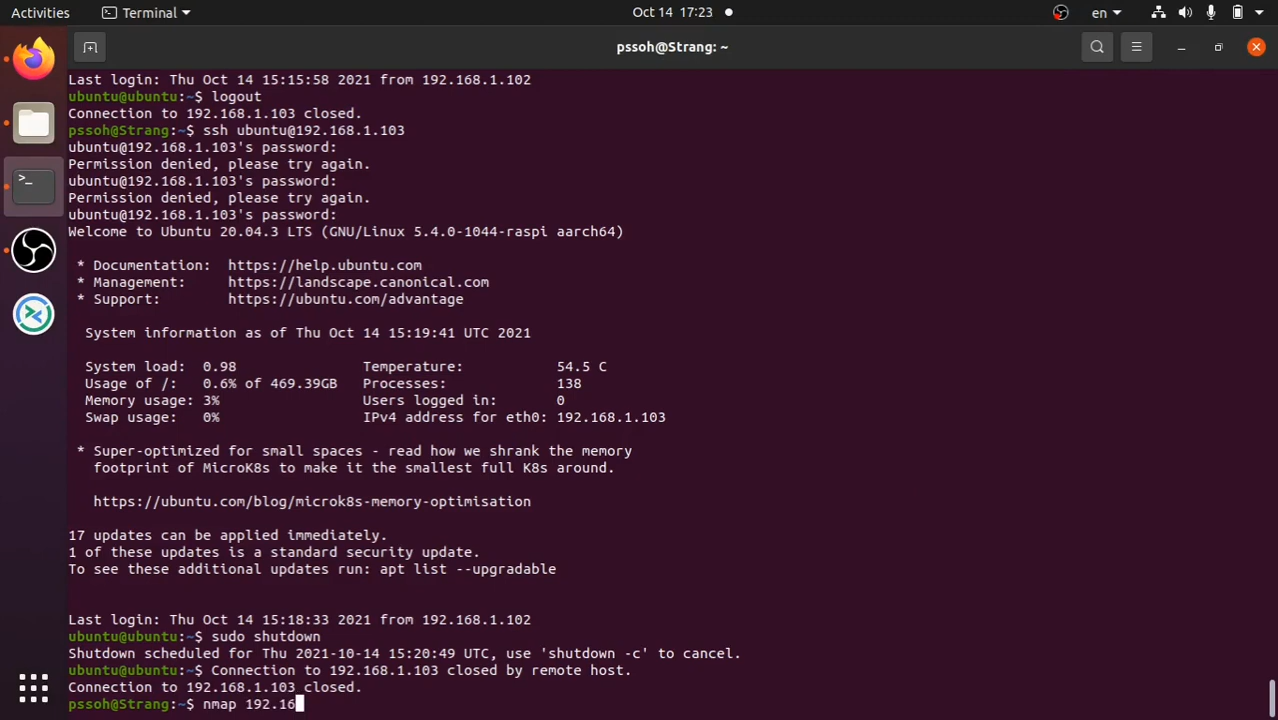 Activities Terminal Oct 14 17:23 en
pssoh@Strang: ~
Last login: Thu Oct 14 15:15:58 2021 from 192.168.1.102
ubuntu@ubuntu:~$ logout
Connection to 192.168.1.103 closed.
pssoh@Strang:~$ ssh ubuntu@192.168.1.103
ubuntu@192.168.1.103's password:
Permission denied, please try again.
ubuntu@192.168.1.103's password:
Permission denied, please try again.
ubuntu@192.168.1.103's password:
Welcome to Ubuntu 20.04.3 LTS (GNU/Linux 5.4.0-1044-raspi aarch64)
* Documentation: https://help.ubuntu.com
* Management: https://landscape.canonical.com
* Support: https://ubuntu.com/advantage
System information as of Thu Oct 14 15:19:41 UTC 2021
System load: 0.98 Temperature: 54.5 C
Usage of /: 0.6% of 469.39GB Processes: 138
Memory usage: 3% Users logged in: 0
Swap usage: 0% IPv4 address for eth0: 192.168.1.103
* Super-optimized for small spaces - read how we shrank the memory
footprint of MicroK8s to make it the smallest full K8s around.
https://ubuntu.com/blog/microk8s-memory-optimisation
17 updates can be applied immediately.
1 of these updates is a standard security update.
To see these additional updates run: apt list --upgradable
Last login: Thu Oct 14 15:18:33 2021 from 192.168.1.102
ubuntu@ubuntu:~$ sudo shutdown
Shutdown scheduled for Thu 2021-10-14 15:20:49 UTC, use 'shutdown -c' to cancel.
ubuntu@ubuntu:~$ Connection to 192.168.1.103 closed by remote host.
Connection to 192.168.1.103 closed.
pssoh@Strang:~$ nmap 192.16